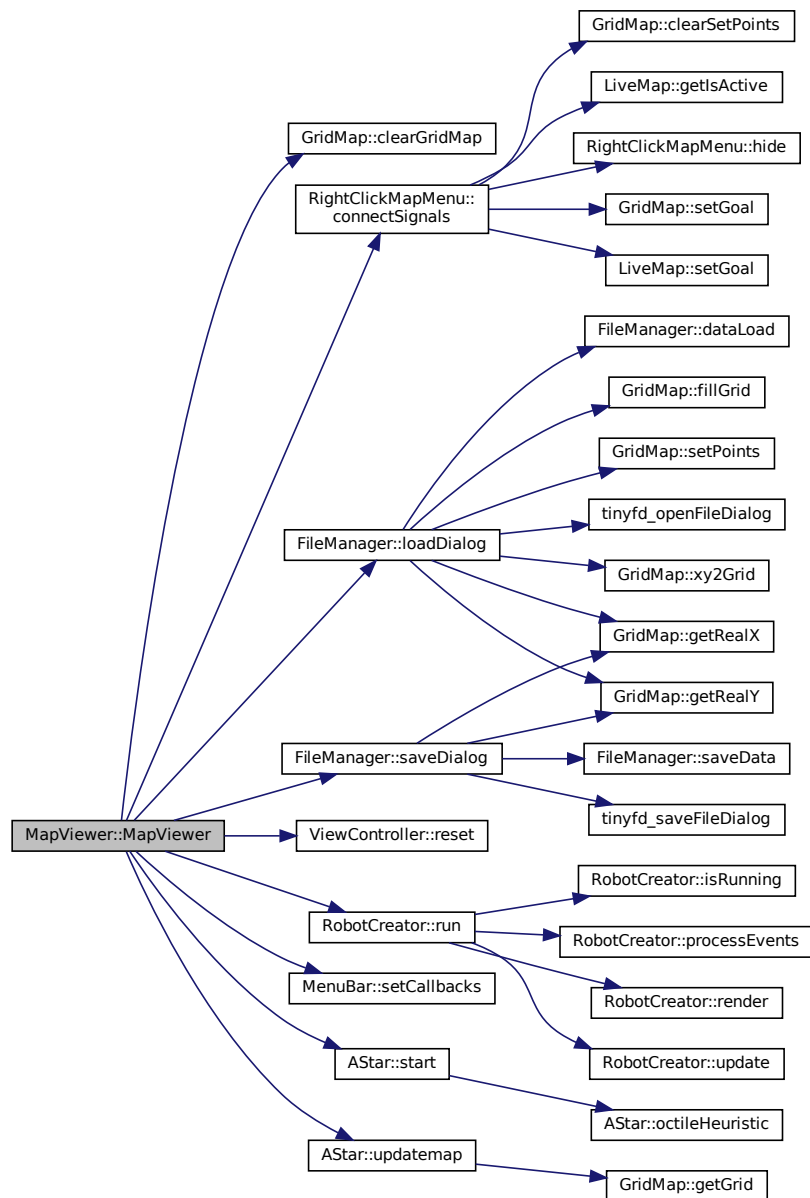 GridMap::clearSetPoints
LiveMap::getIsActive
GridMap::clearGridMap
RightClickMapMenu::hide
RightClickMapMenu::
connectSignals
GridMap::setGoal
LiveMap::setGoal
FileManager::dataLoad
GridMap::fillGrid
GridMap::setPoints
tinyfd_openFileDialog
FileManager::loadDialog
GridMap::xy2Grid
GridMap::getRealX
GridMap::getRealY
FileManager::saveDialog
FileManager::saveData
tinyfd_saveFileDialog
MapViewer::MapViewer
ViewController::reset
RobotCreator::isRunning
RobotCreator::run
RobotCreator::processEvents
MenuBar::setCallbacks
RobotCreator::render
AStar::start
RobotCreator::update
AStar::octileHeuristic
AStar::updatemap
GridMap::getGrid